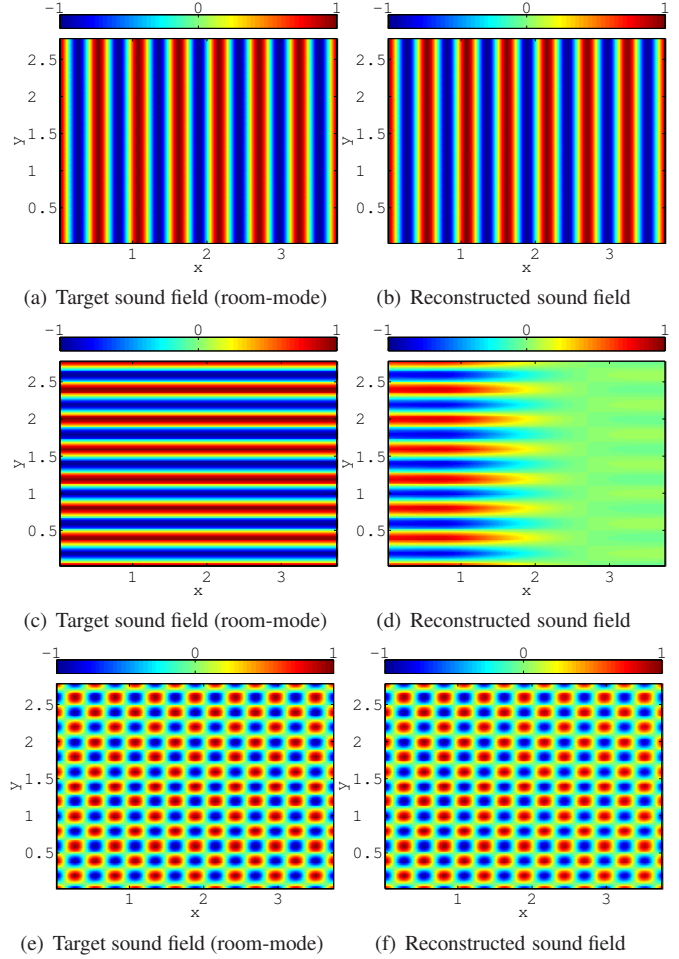 −1 0 1 −1 0 1
2.5 2.5
2 2
y 1.5 y 1.5
1 1
0.5 0.5
1 2 3 1 2 3
x x
(a) Target sound field (room-mode) (b) Reconstructed sound field
−1 0 1 −1 0 1
2.5 2.5
2 2
y 1.5 y 1.5
1 1
0.5 0.5
1 2 3 1 2 3
x x
(c) Target sound field (room-mode) (d) Reconstructed sound field
−1 0 1 −1 0 1
2.5 2.5
2 2
y 1.5 y 1.5
1 1
0.5 0.5
1 2 3 1 2 3
x x
(e) Target sound field (room-mode) (f) Reconstructed sound field